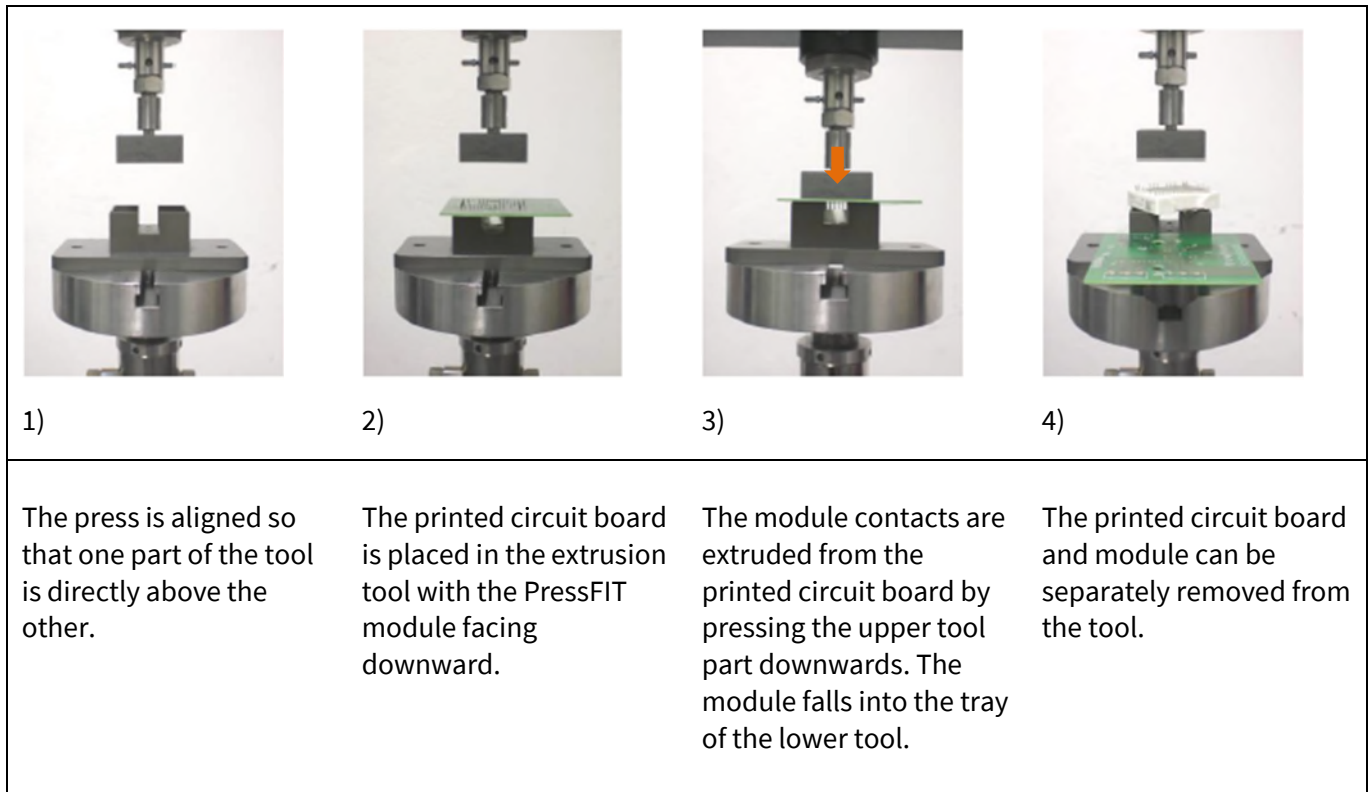 1)
2)
3)
4)
The press is aligned so
that one part of the tool
is directly above the
other.
The printed circuit board
is placed in the extrusion
tool with the PressFIT
module facing
downward.
The module contacts are
extruded from the
printed circuit board by
pressing the upper tool
part downwards. The
module falls into the tray
of the lower tool.
The printed circuit board
and module can be
separately removed from
the tool.